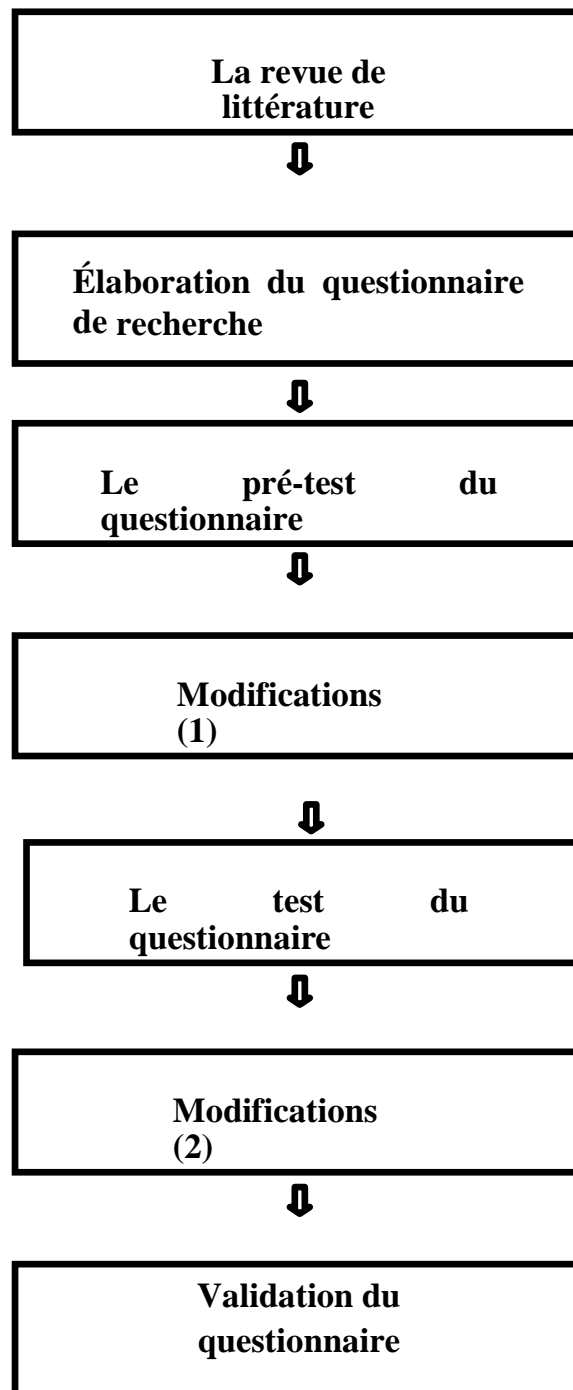 La revue de
littérature
Élaboration du questionnaire
de recherche
Le pré-test du
questionnaire
Modifications
(1)
Le test du
questionnaire
Modifications
(2)
Validation du
questionnaire